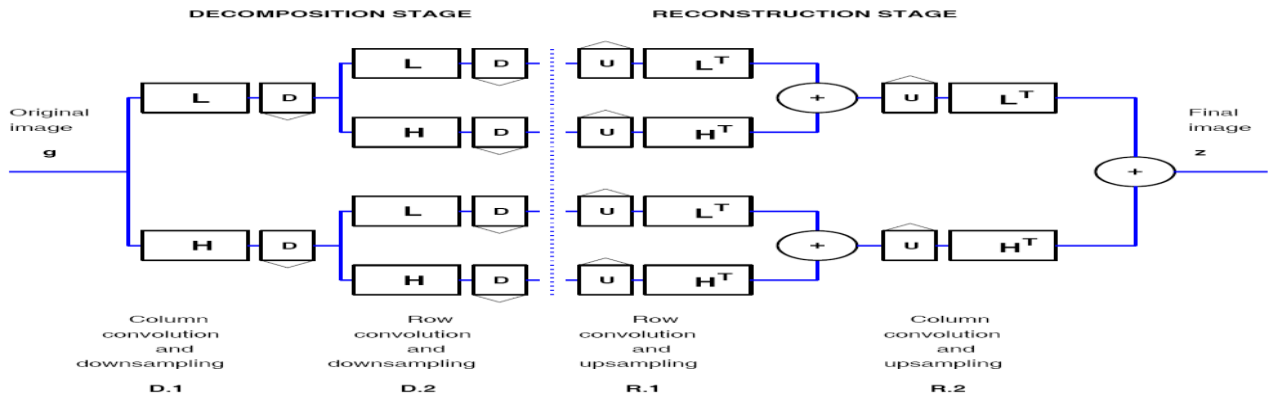 DECOMPOSITION STAGE RECONSTRUCTION STAGE
L D U L^T
Original image g
L D + U L^T
Final image z
H D U H^T
+
L D U L^T
H D + U H^T
H D U H^T
Column convolution and downsampling D.1
Row convolution and downsampling D.2
Row convolution and upsampling R.1
Column convolution and upsampling R.2